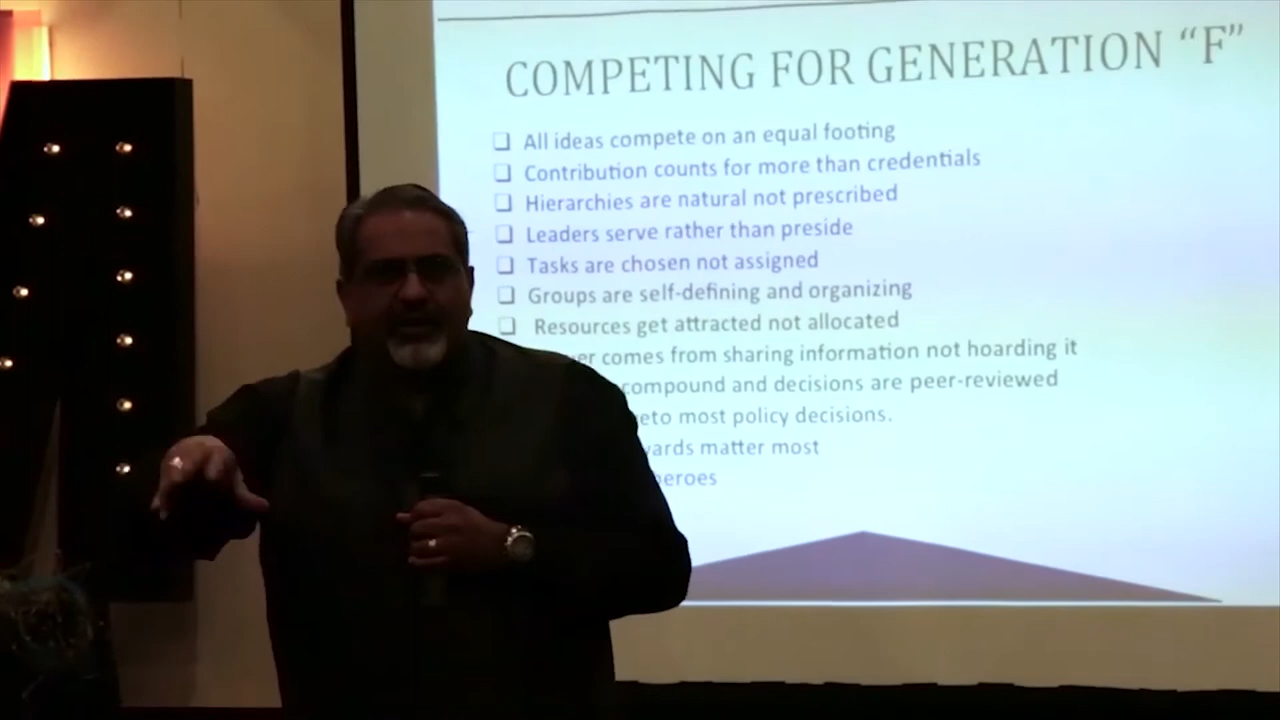 COMPETING FOR GENERATION “F”
❑ All ideas compete on an equal footing
❑ Contribution counts for more than credentials
❑ Hierarchies are natural not prescribed
❑ Leaders serve rather than preside
❑ Tasks are chosen not assigned
❑ Groups are self-defining and organizing
❑ Resources get attracted not allocated
comes from sharing information not hoarding it
compound and decisions are peer-reviewed
most policy decisions.
matter most